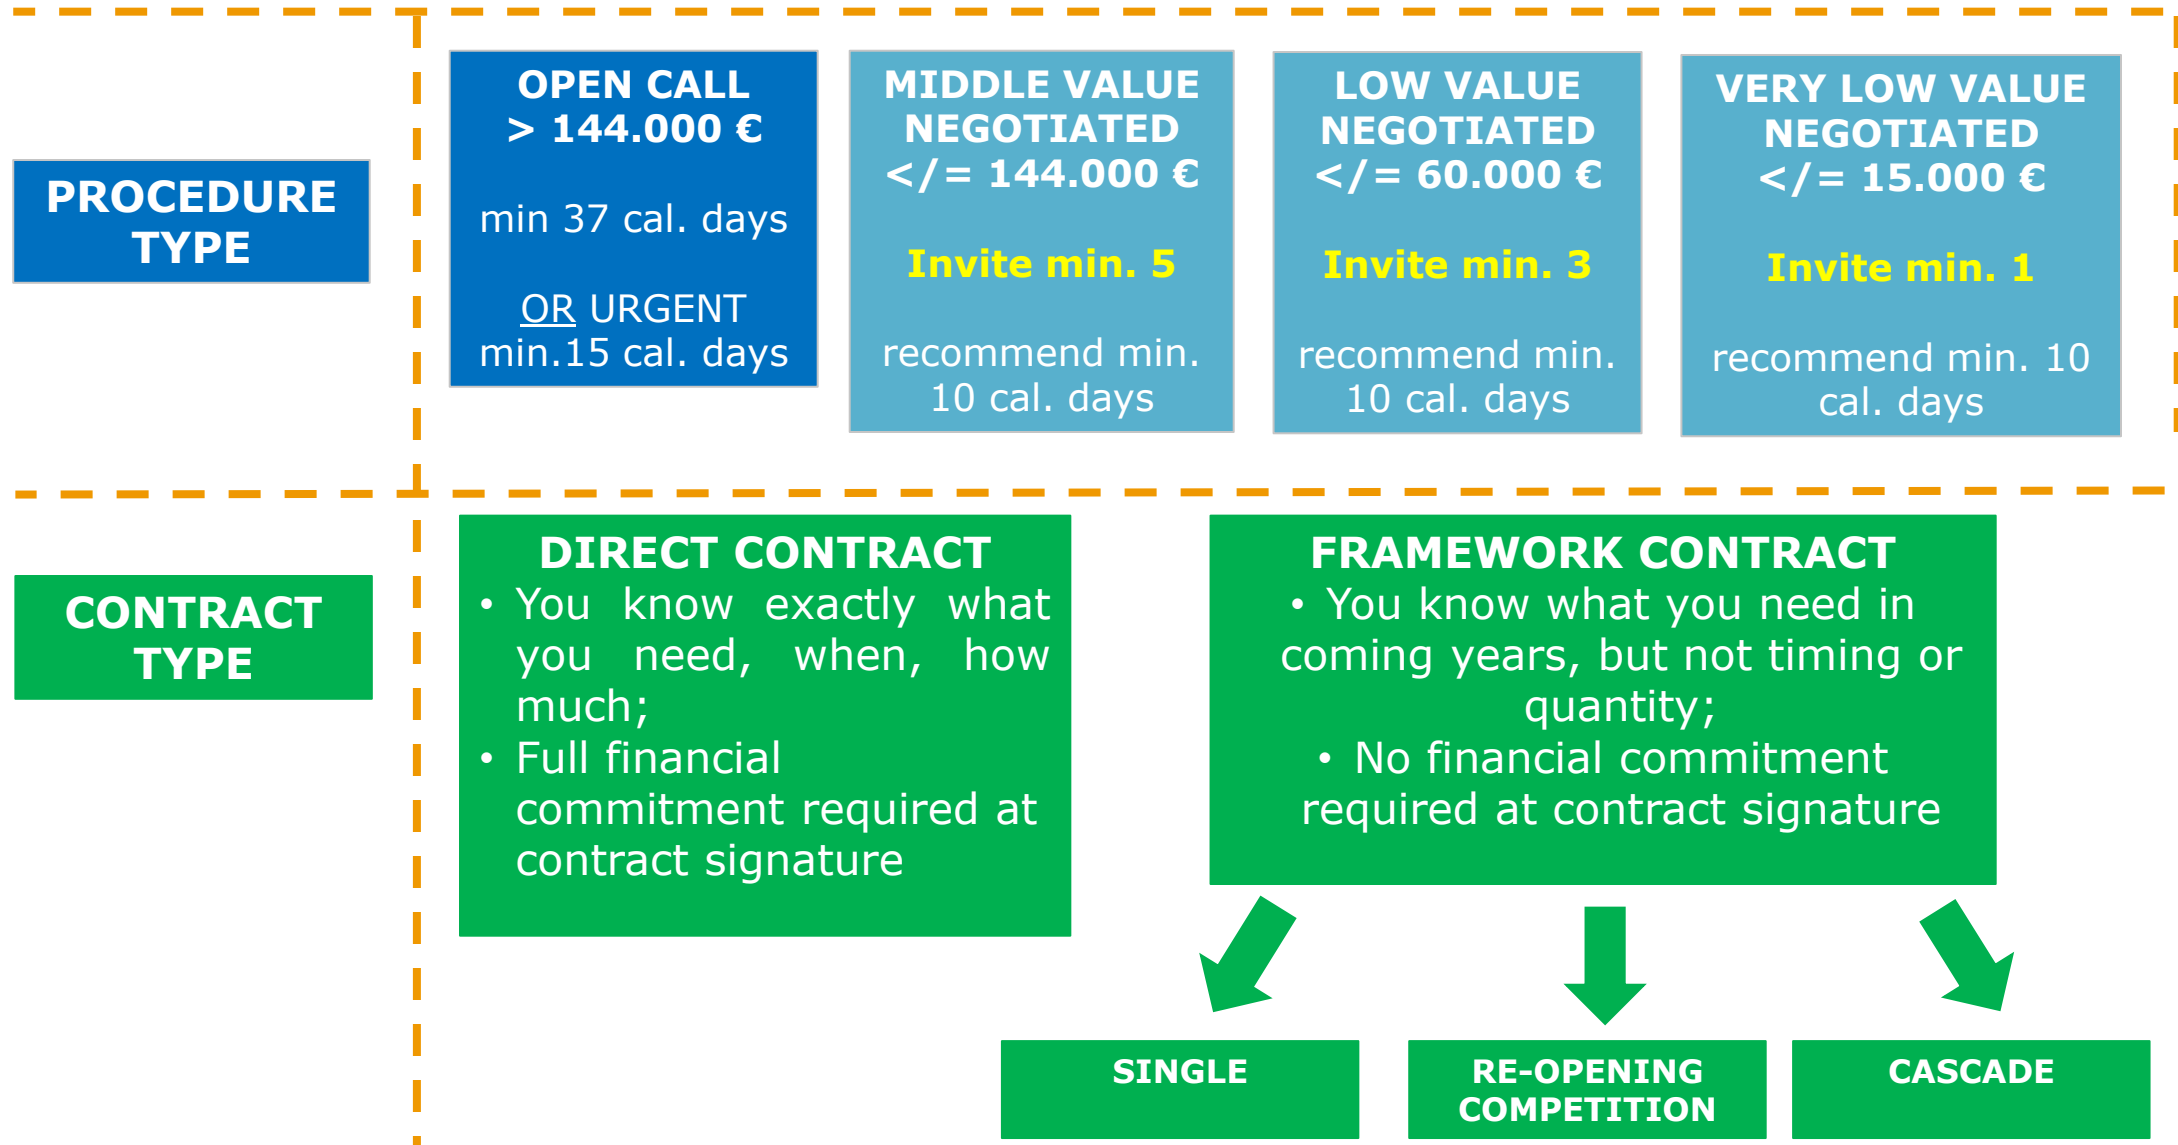 PROCEDURE
TYPE
OPEN CALL
> 144.000 €
min 37 cal. days
OR URGENT
min.15 cal. days
MIDDLE VALUE
NEGOTIATED
</= 144.000 €
Invite min. 5
recommend min.
10 cal. days
LOW VALUE
NEGOTIATED
</= 60.000 €
Invite min. 3
recommend min.
10 cal. days
VERY LOW VALUE
NEGOTIATED
</= 15.000 €
Invite min. 1
recommend min. 10
cal. days
CONTRACT
TYPE
DIRECT CONTRACT
• You know exactly what
you need, when, how
much;
• Full financial
commitment required at
contract signature
FRAMEWORK CONTRACT
• You know what you need in
coming years, but not timing or
quantity;
• No financial commitment
required at contract signature
SINGLE
RE-OPENING
COMPETITION
CASCADE